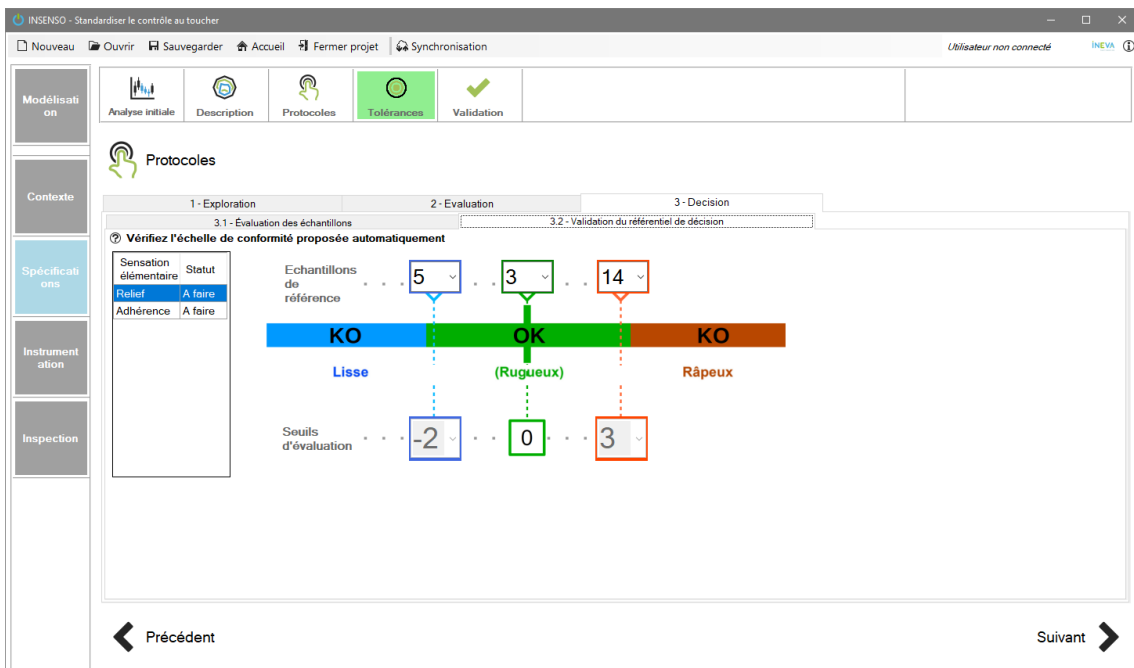 INSENSO - Standardiser le contrôle au toucher
Nouveau Ouvrir Sauvegarder Accueil Fermer projet Synchronisation Utilisateur non connecté INEVA
Analyse initiale Description Protocoles Tolérances Validation
Modélisati
on
Contexte
Spécificati
ons
Instrument
ation
Inspection
Protocoles
1 - Exploration 2 - Evaluation 3 - Decision
3.1 - Évaluation des échantillons 3.2 - Validation du référentiel de décision
Vérifiez l'échelle de conformité proposée automatiquement
Sensation
élémentaire Statut
Relief A faire
Adhérence A faire
Echantillons
de
référence
5 3 14
KO OK KO
Lisse (Rugueux) Râpeux
Seuils
d'évaluation
-2 0 3
Précédent Suivant